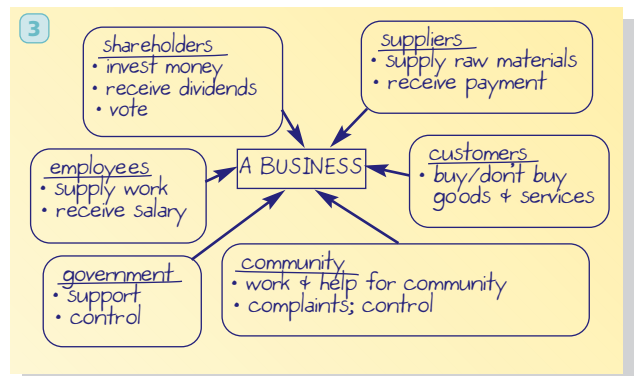 3
shareholders
• invest money
• receive dividends
• vote
suppliers
• supply raw materials
• receive payment
employees
• supply work
• receive salary
A BUSINESS
customers
• buy/don't buy
goods & services
government
• support
• control
community
• work & help for community
• complaints; control